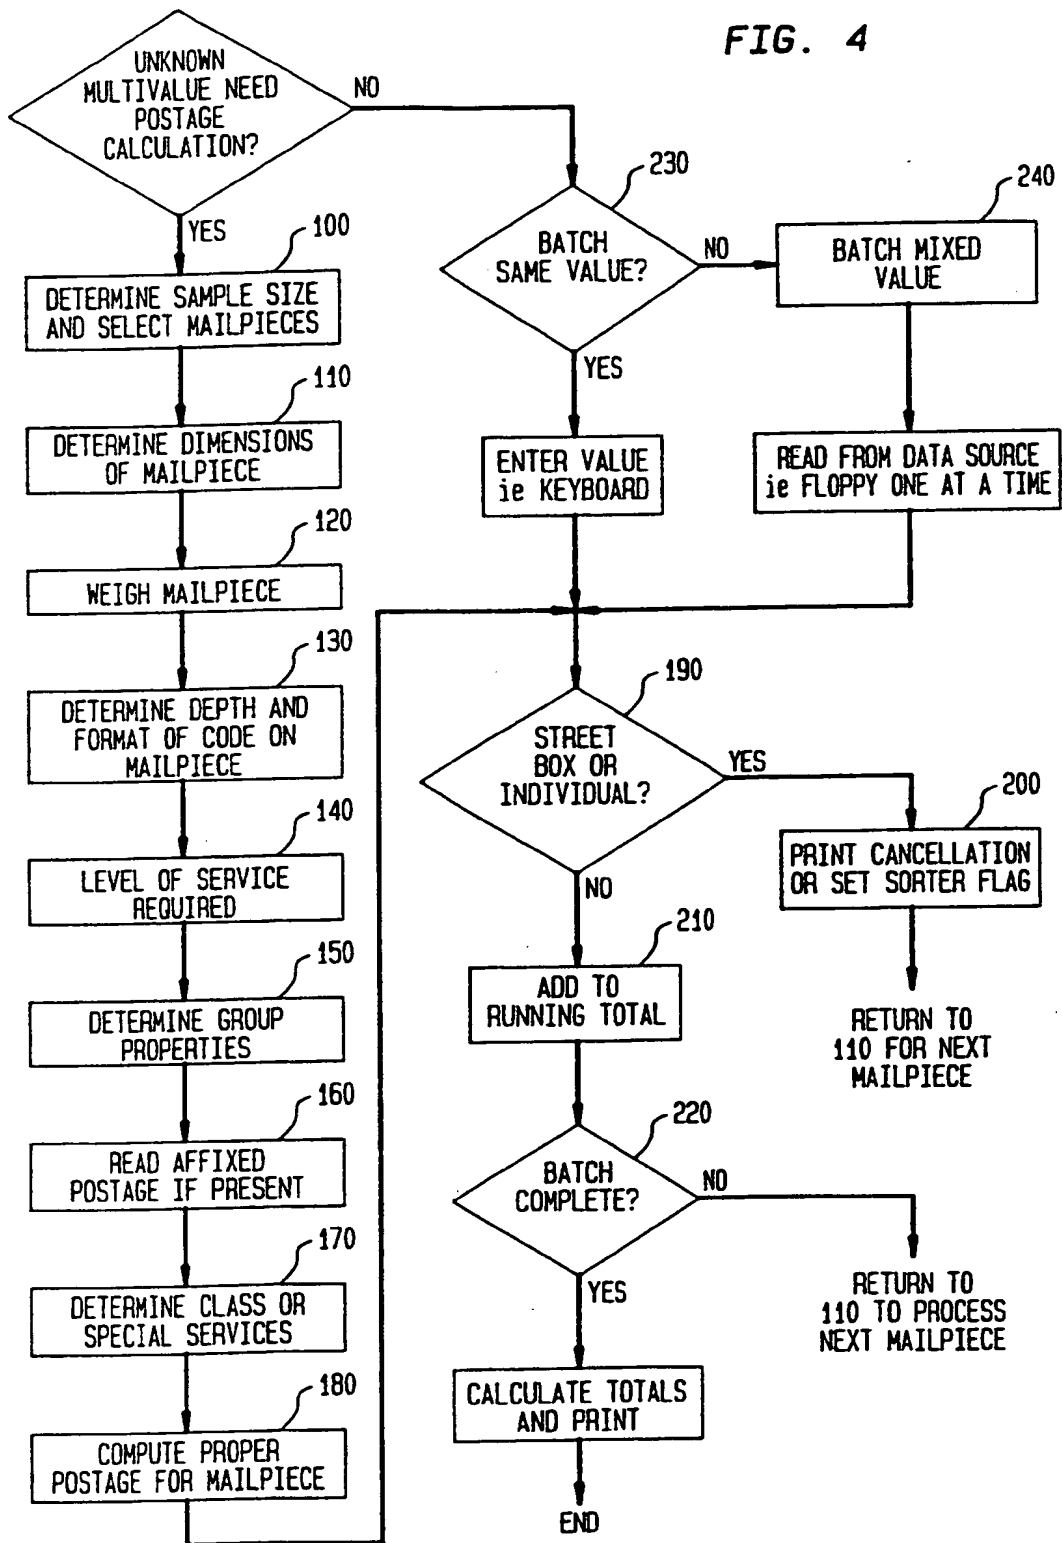 FIG. 4
UNKNOWN
MULTIVALUE NEED
POSTAGE
CALCULATION?
NO
YES
100
DETERMINE SAMPLE SIZE
AND SELECT MAILPIECES
110
DETERMINE DIMENSIONS
OF MAILPIECE
120
WEIGH MAILPIECE
130
DETERMINE DEPTH AND
FORMAT OF CODE ON
MAILPIECE
140
LEVEL OF SERVICE
REQUIRED
150
DETERMINE GROUP
PROPERTIES
160
READ AFFIXED
POSTAGE IF PRESENT
170
DETERMINE CLASS OR
SPECIAL SERVICES
180
COMPUTE PROPER
POSTAGE FOR MAILPIECE
230
BATCH
SAME VALUE?
NO
YES
240
BATCH MIXED
VALUE
ENTER VALUE
ie KEYBOARD
READ FROM DATA SOURCE
ie FLOPPY ONE AT A TIME
190
STREET
BOX OR
INDIVIDUAL?
YES
NO
200
PRINT CANCELLATION
OR SET SORTER FLAG
RETURN TO
110 FOR NEXT
MAILPIECE
210
ADD TO
RUNNING TOTAL
220
BATCH
COMPLETE?
NO
YES
RETURN TO
110 TO PROCESS
NEXT MAILPIECE
CALCULATE TOTALS
AND PRINT
END